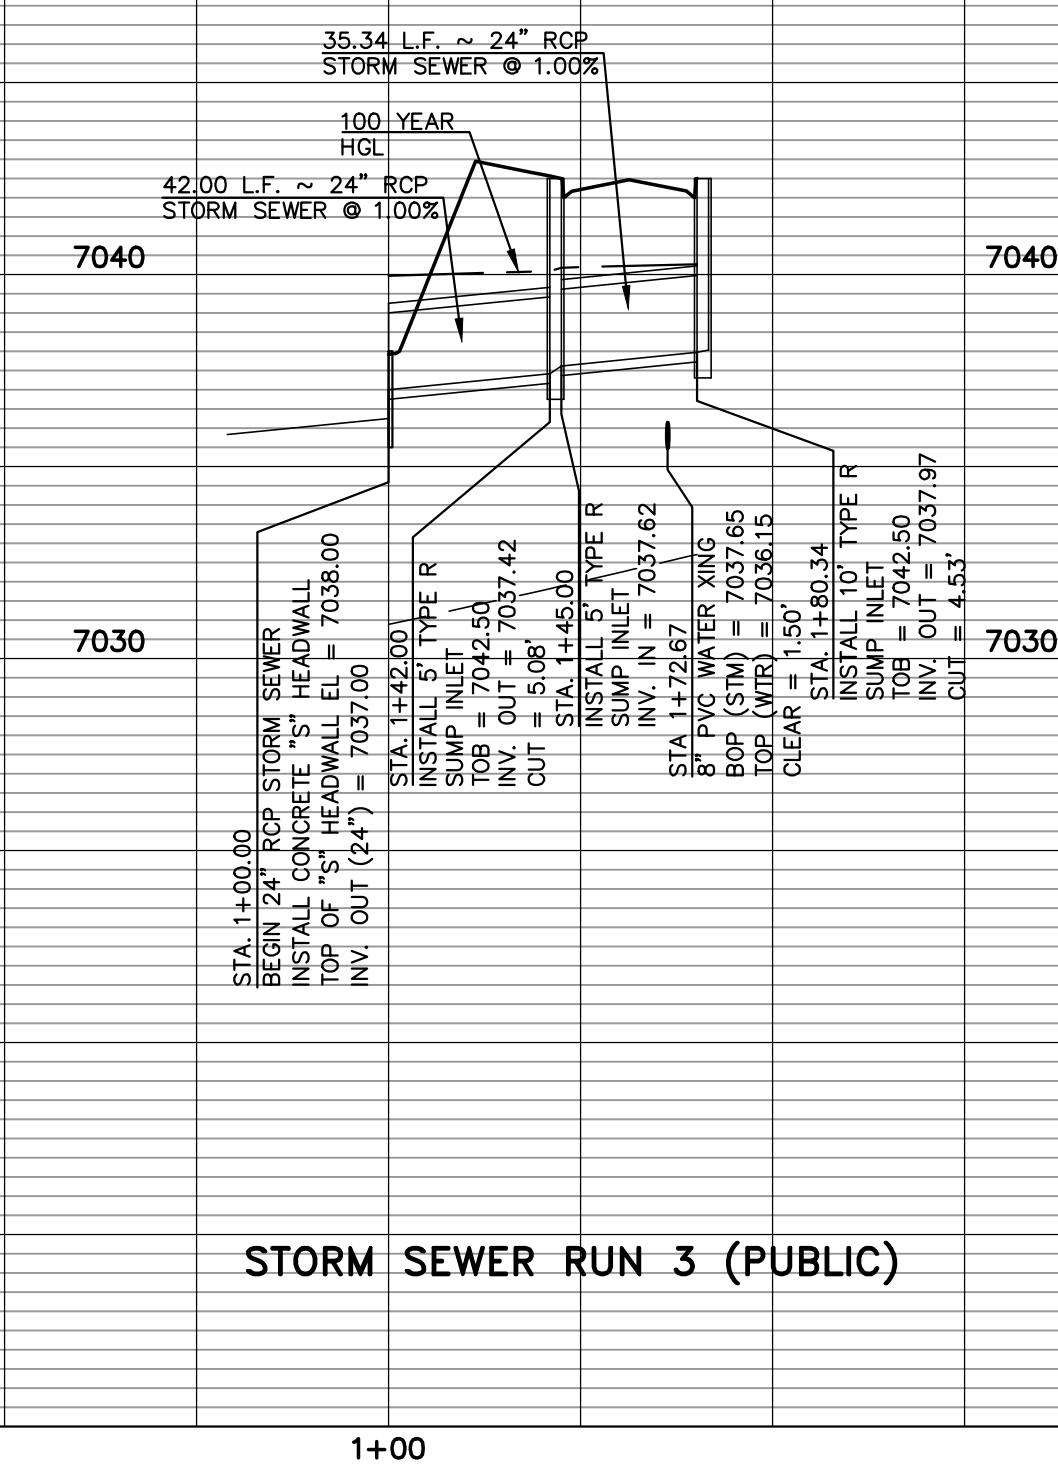 35.34 L.F. ~ 24" RCP
STORM SEWER @ 1.00%
100 YEAR
HGL
42.00 L.F. ~ 24" RCP
STORM SEWER @ 1.00%
7040
7040
7030
7030
STA. 1+00.00
BEGIN 24" RCP STORM SEWER
INSTALL CONCRETE "S" HEADWALL
TOP OF "S" HEADWALL EL = 7038.00
INV. OUT (24") = 7037.00
STA. 1+42.00
INSTALL 5' TYPE R
SUMP INLET
TOB = 7042.50
INV. OUT = 7037.42
CUT = 5.08'
STA. 1+45.00
INSTALL 5' TYPE R
SUMP INLET
INV. IN = 7037.62
STA 1+72.67
8" PVC WATER XING
BOP (STM) = 7037.65
TOP (WTR) = 7036.15
CLEAR = 1.50'
STA. 1+80.34
INSTALL 10' TYPE R
SUMP INLET
TOB = 7042.50
INV. OUT = 7037.97
CUT = 4.53'
STORM SEWER RUN 3 (PUBLIC)
1+00